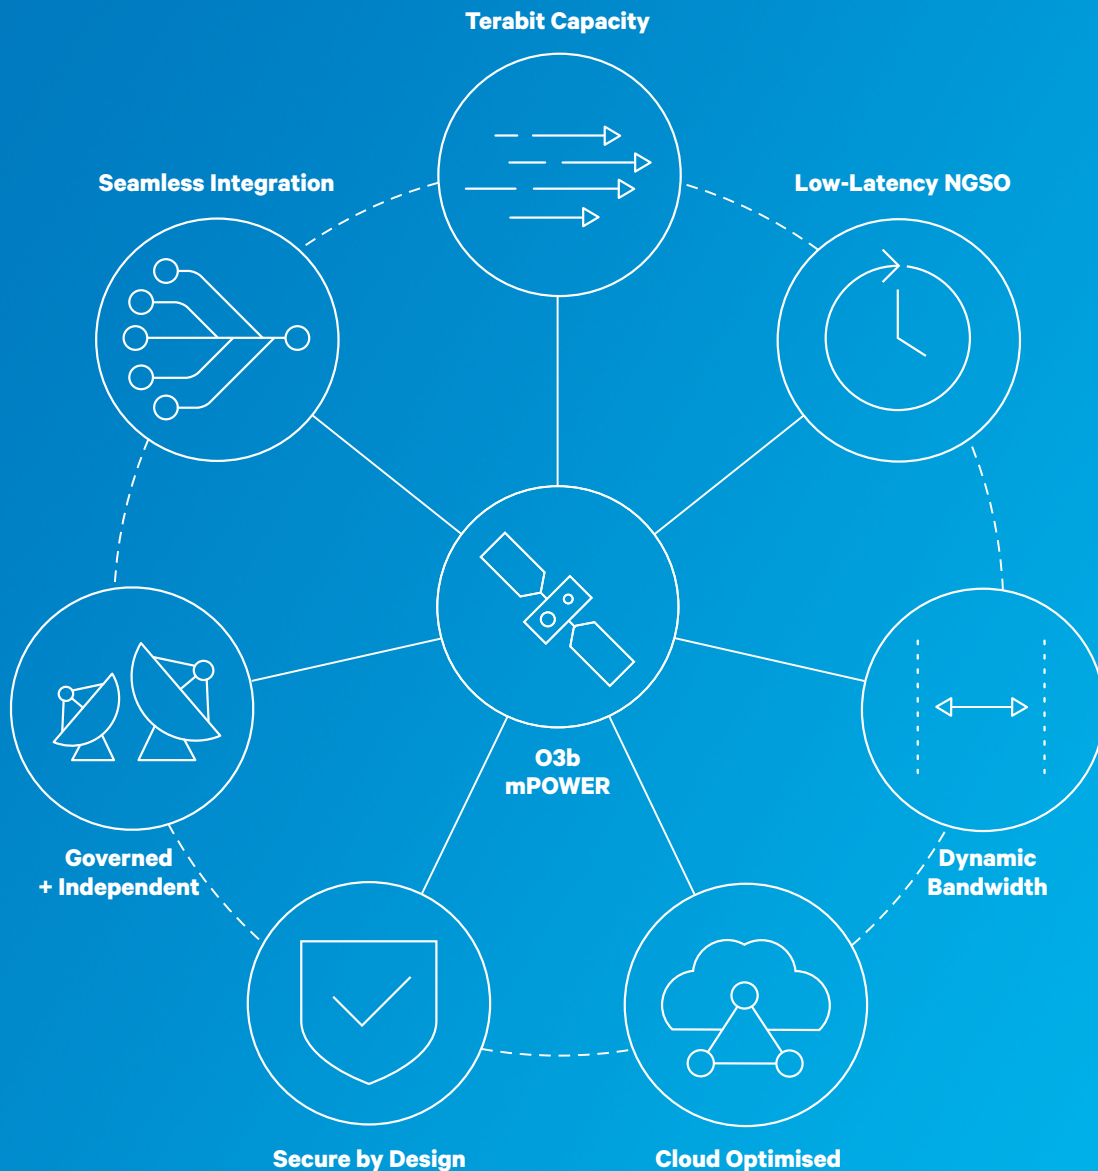 Terabit Capacity
Seamless Integration
Low-Latency NGSO
O3b
mPOWER
Governed
+ Independent
Dynamic
Bandwidth
Secure by Design
Cloud Optimised